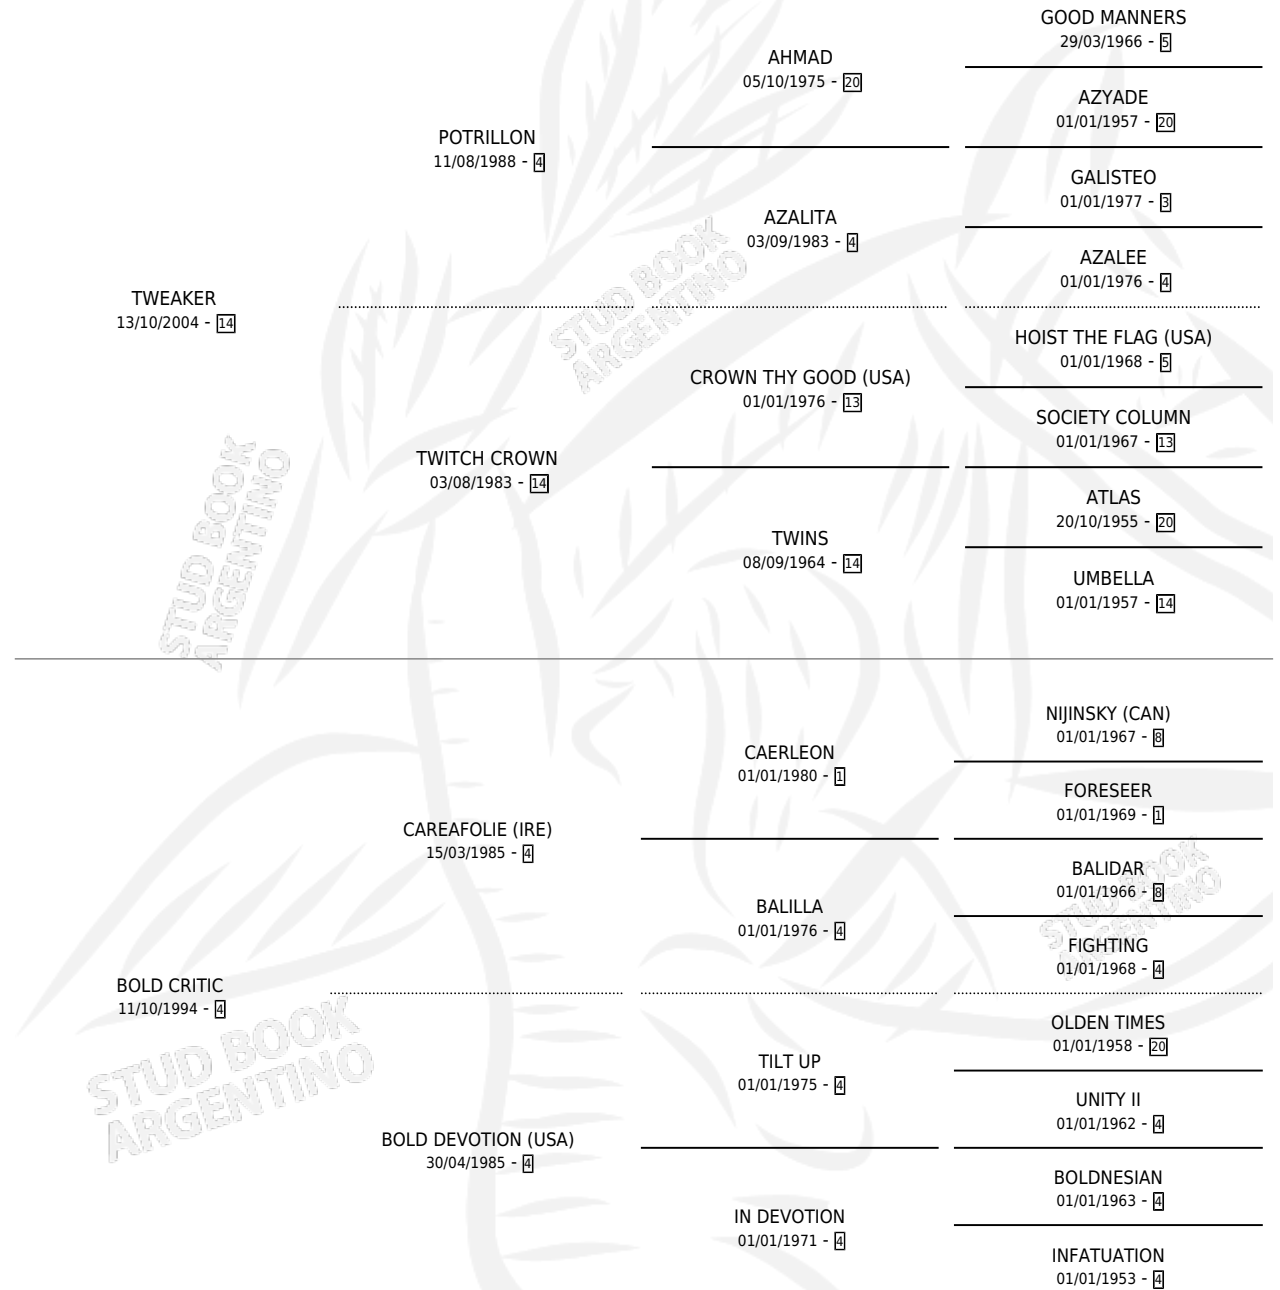 GOOD MANNERS
29/03/1966 - 5
AHMAD
05/10/1975 - 20
AZYADE
01/01/1957 - 20
POTRILLON
11/08/1988 - 4
GALISTEO
01/01/1977 - 3
AZALITA
03/09/1983 - 4
AZALEE
01/01/1976 - 4
TWEAKER
13/10/2004 - 14
HOIST THE FLAG (USA)
01/01/1968 - 5
CROWN THY GOOD (USA)
01/01/1976 - 13
SOCIETY COLUMN
01/01/1967 - 13
TWITCH CROWN
03/08/1983 - 14
ATLAS
20/10/1955 - 20
TWINS
08/09/1964 - 14
UMBELLA
01/01/1957 - 14
STUD BOOK
ARGENTINO
STUD BOOK
ARGENTINO
NIJINSKY (CAN)
01/01/1967 - 8
CAERLEON
01/01/1980 - 1
FORESEER
01/01/1969 - 1
CAREAFOLIE (IRE)
15/03/1985 - 4
BALIDAR
01/01/1966 - 8
BALILLA
01/01/1976 - 4
FIGHTING
01/01/1968 - 4
STUD BOOK
ARGENTINO
BOLD CRITIC
11/10/1994 - 4
OLDEN TIMES
01/01/1958 - 20
TILT UP
01/01/1975 - 4
UNITY II
01/01/1962 - 4
BOLD DEVOTION (USA)
30/04/1985 - 4
BOLDNESIAN
01/01/1963 - 4
IN DEVOTION
01/01/1971 - 4
INFATUATION
01/01/1953 - 4
STUD BOOK
ARGENTINO